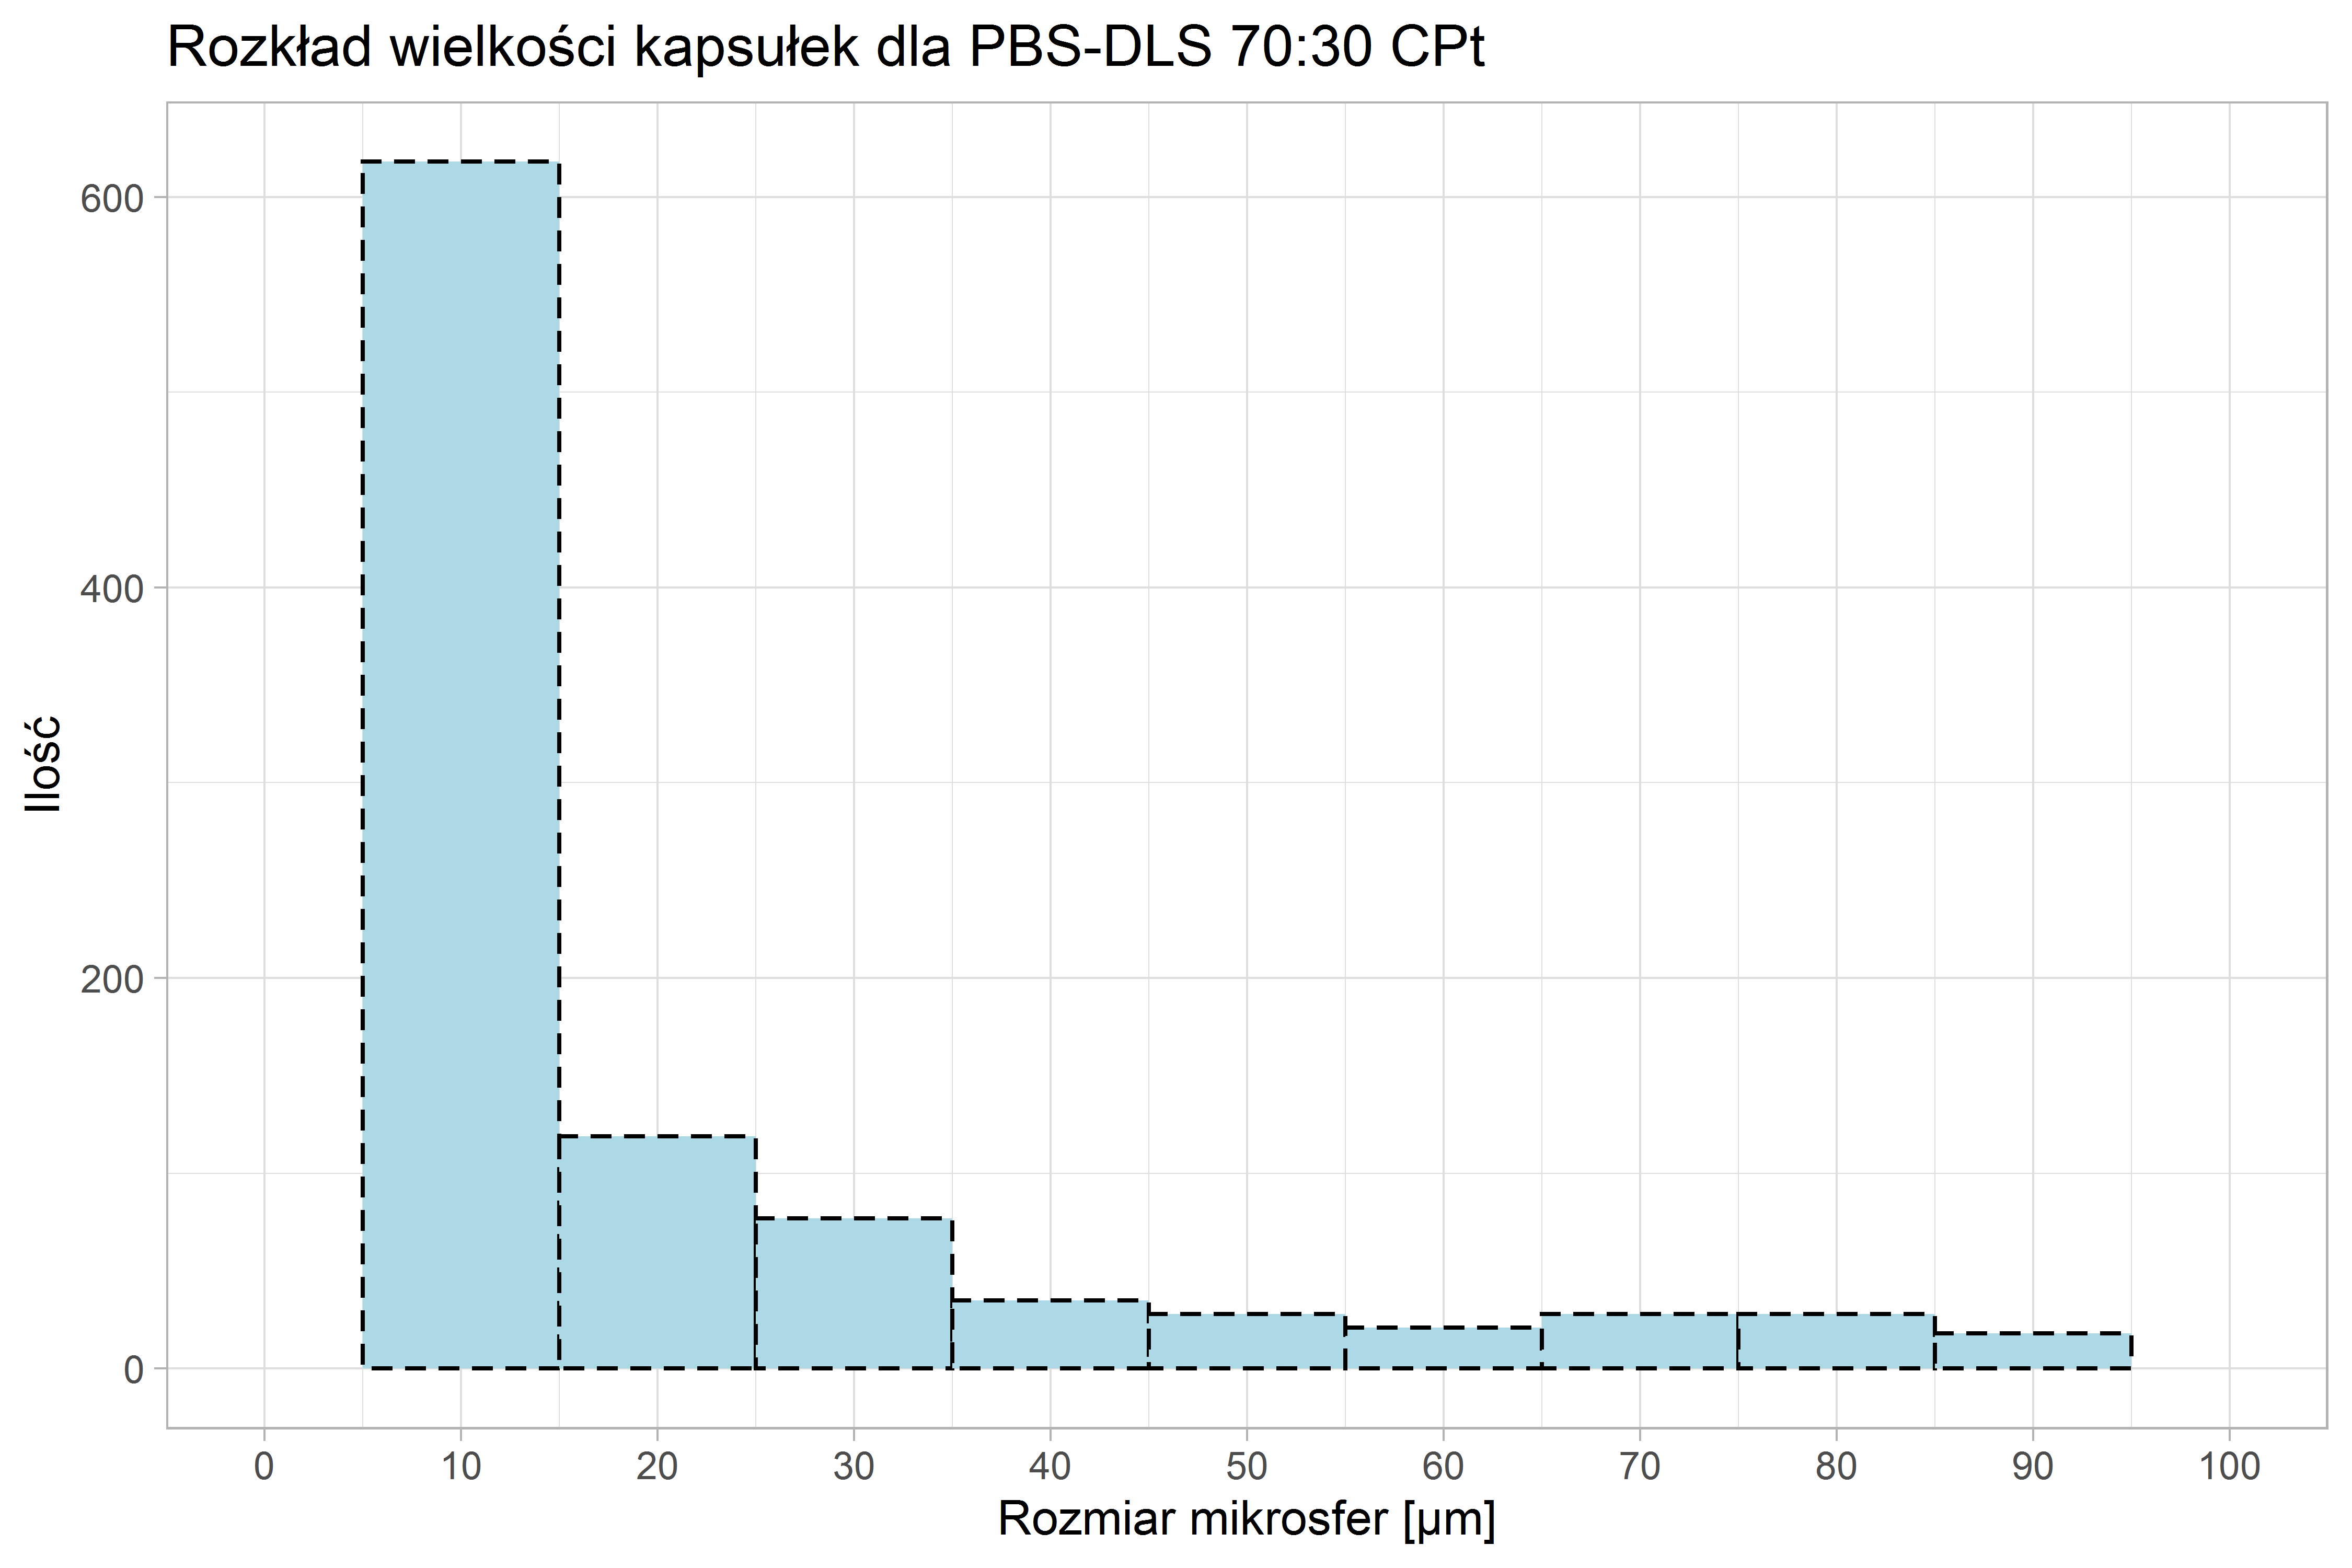 Rozkład wielkości kapsułek dla PBS-DLS 70:30 CPt
600
400
200
0
Ilość
0 10 20 30 40 50 60 70 80 90 100
Rozmiar mikrosfer [µm]